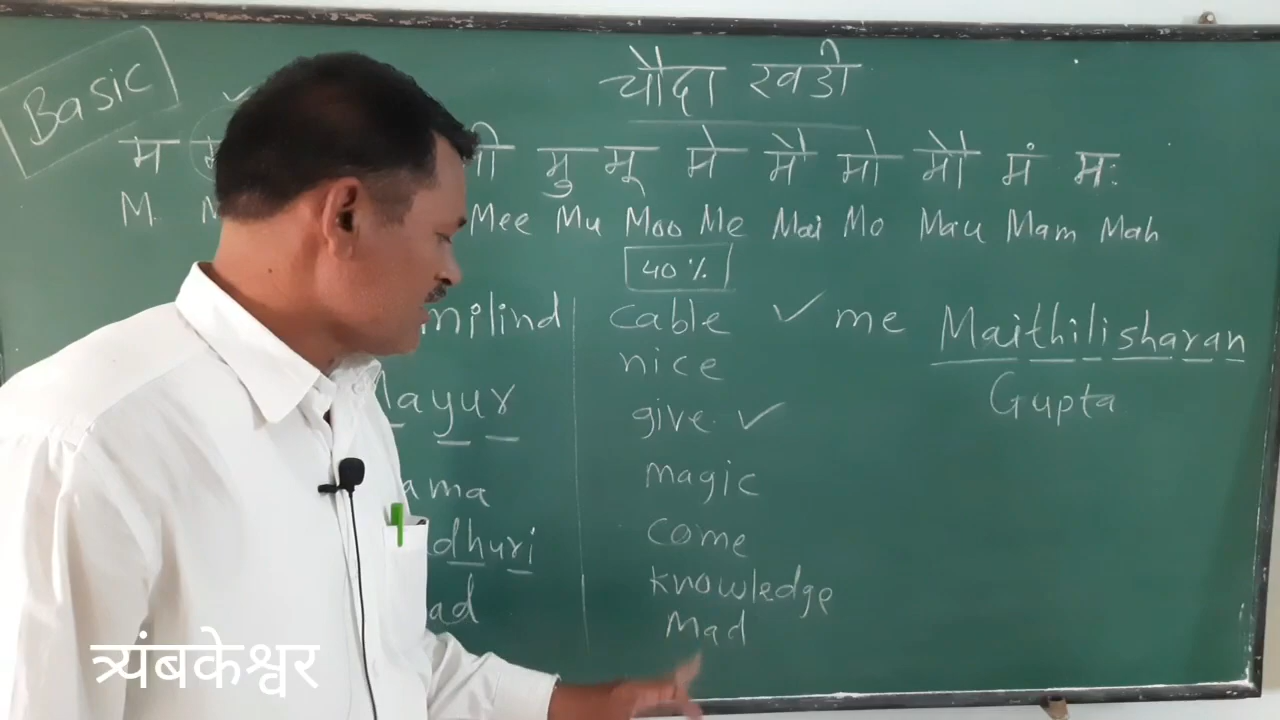 Basic
चौदा खडी
म मु मू मे मै मो मौ मं मः
M Mee Mu Moo Me Mai Mo Mau Mam Mah
40%
cable ✓ me Maithilisharan
nice Gupta
Mayur give ✓
magic
come
knowledge
Mad
त्र्यंबकेश्वर